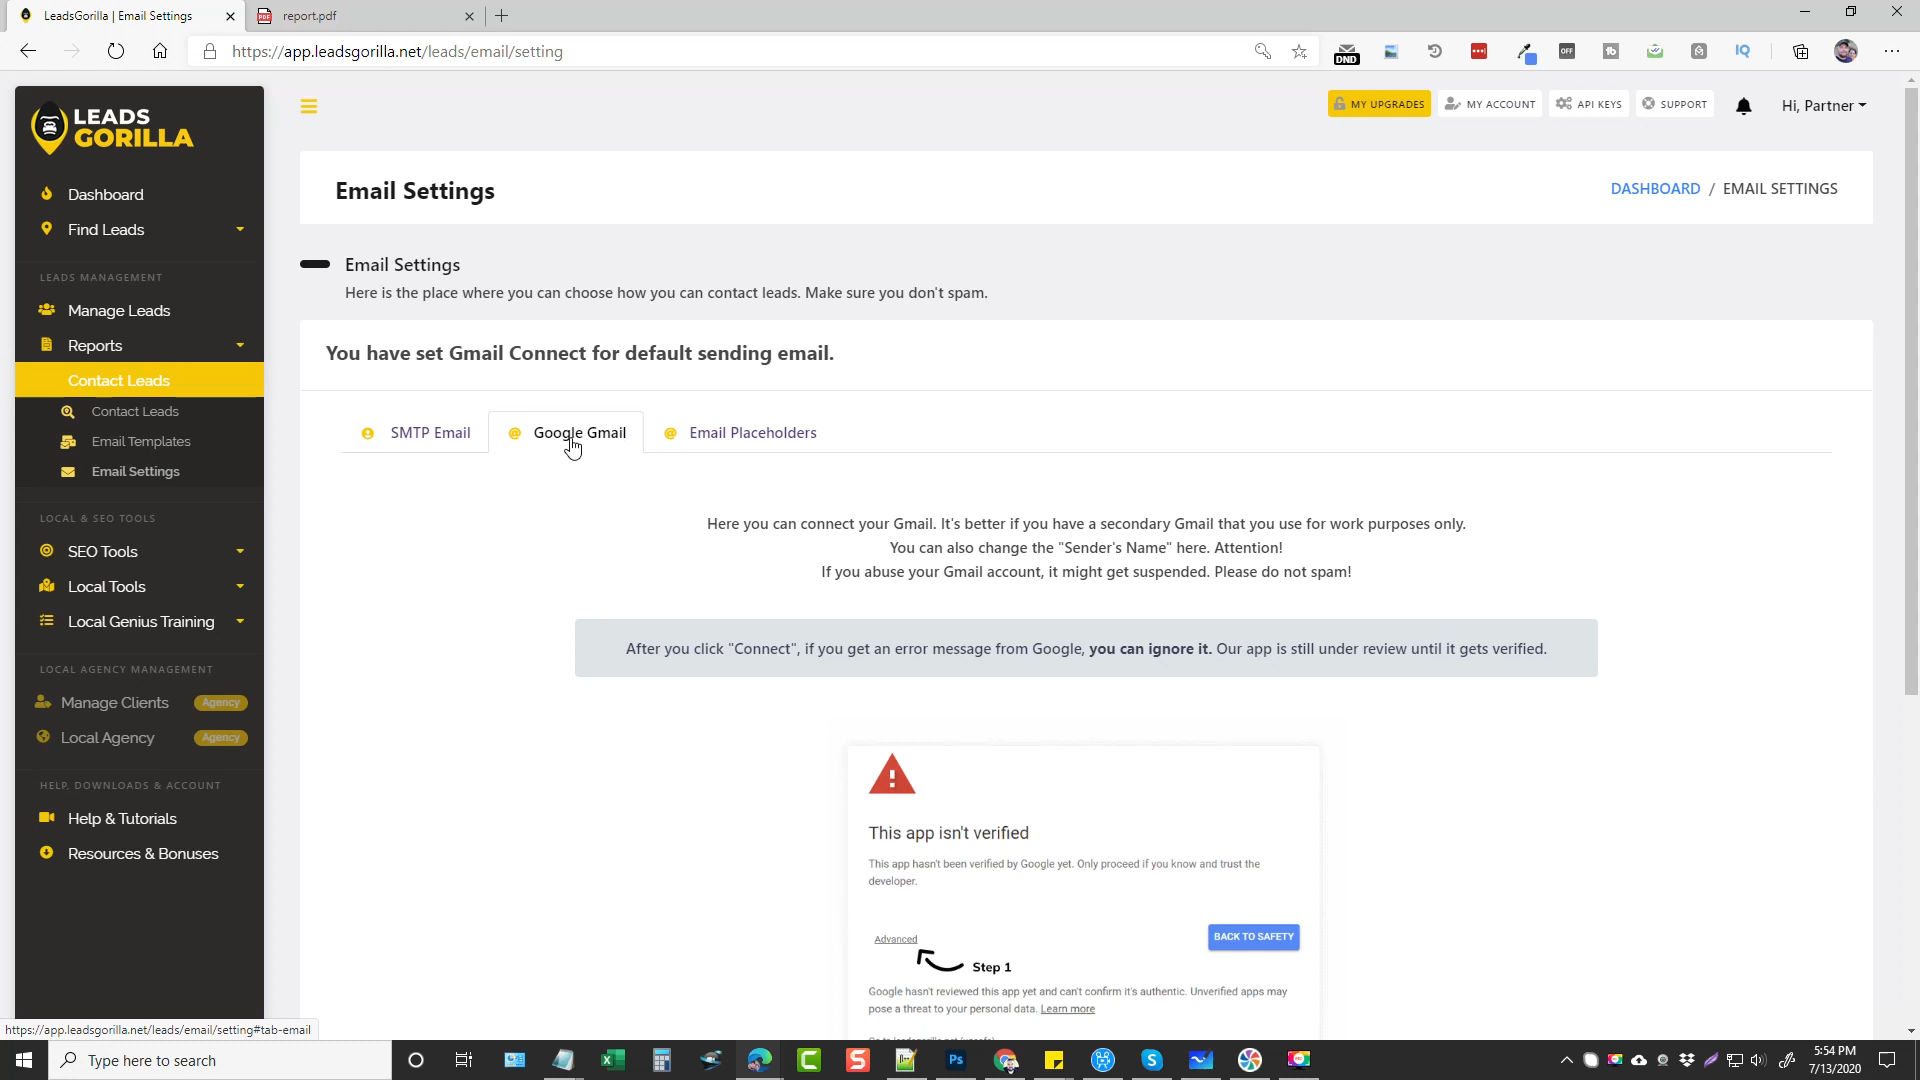 LeadsGorilla | Email Settings
report.pdf
https://app.leadsgorilla.net/leads/email/setting
DND
OFF
IQ
LEADS
GORILLA
MY UPGRADES
MY ACCOUNT
API KEYS
SUPPORT
Hi, Partner
Dashboard
Find Leads
LEADS MANAGEMENT
Manage Leads
Reports
Contact Leads
Contact Leads
Email Templates
Email Settings
LOCAL & SEO TOOLS
SEO Tools
Local Tools
Local Genius Training
LOCAL AGENCY MANAGEMENT
Manage Clients Agency
Local Agency Agency
HELP, DOWNLOADS & ACCOUNT
Help & Tutorials
Resources & Bonuses
Email Settings
DASHBOARD / EMAIL SETTINGS
Email Settings
Here is the place where you can choose how you can contact leads. Make sure you don't spam.
You have set Gmail Connect for default sending email.
SMTP Email
Google Gmail
Email Placeholders
Here you can connect your Gmail. It's better if you have a secondary Gmail that you use for work purposes only.
You can also change the "Sender's Name" here. Attention!
If you abuse your Gmail account, it might get suspended. Please do not spam!
After you click "Connect", if you get an error message from Google, you can ignore it. Our app is still under review until it gets verified.
This app isn't verified
This app hasn't been verified by Google yet. Only proceed if you know and trust the
developer.
Advanced
BACK TO SAFETY
Step 1
Google hasn't reviewed this app yet and can't confirm it's authentic. Unverified apps may
pose a threat to your personal data. Learn more
https://app.leadsgorilla.net/leads/email/setting#tab-email
Type here to search
Ps
5:54 PM
7/13/2020